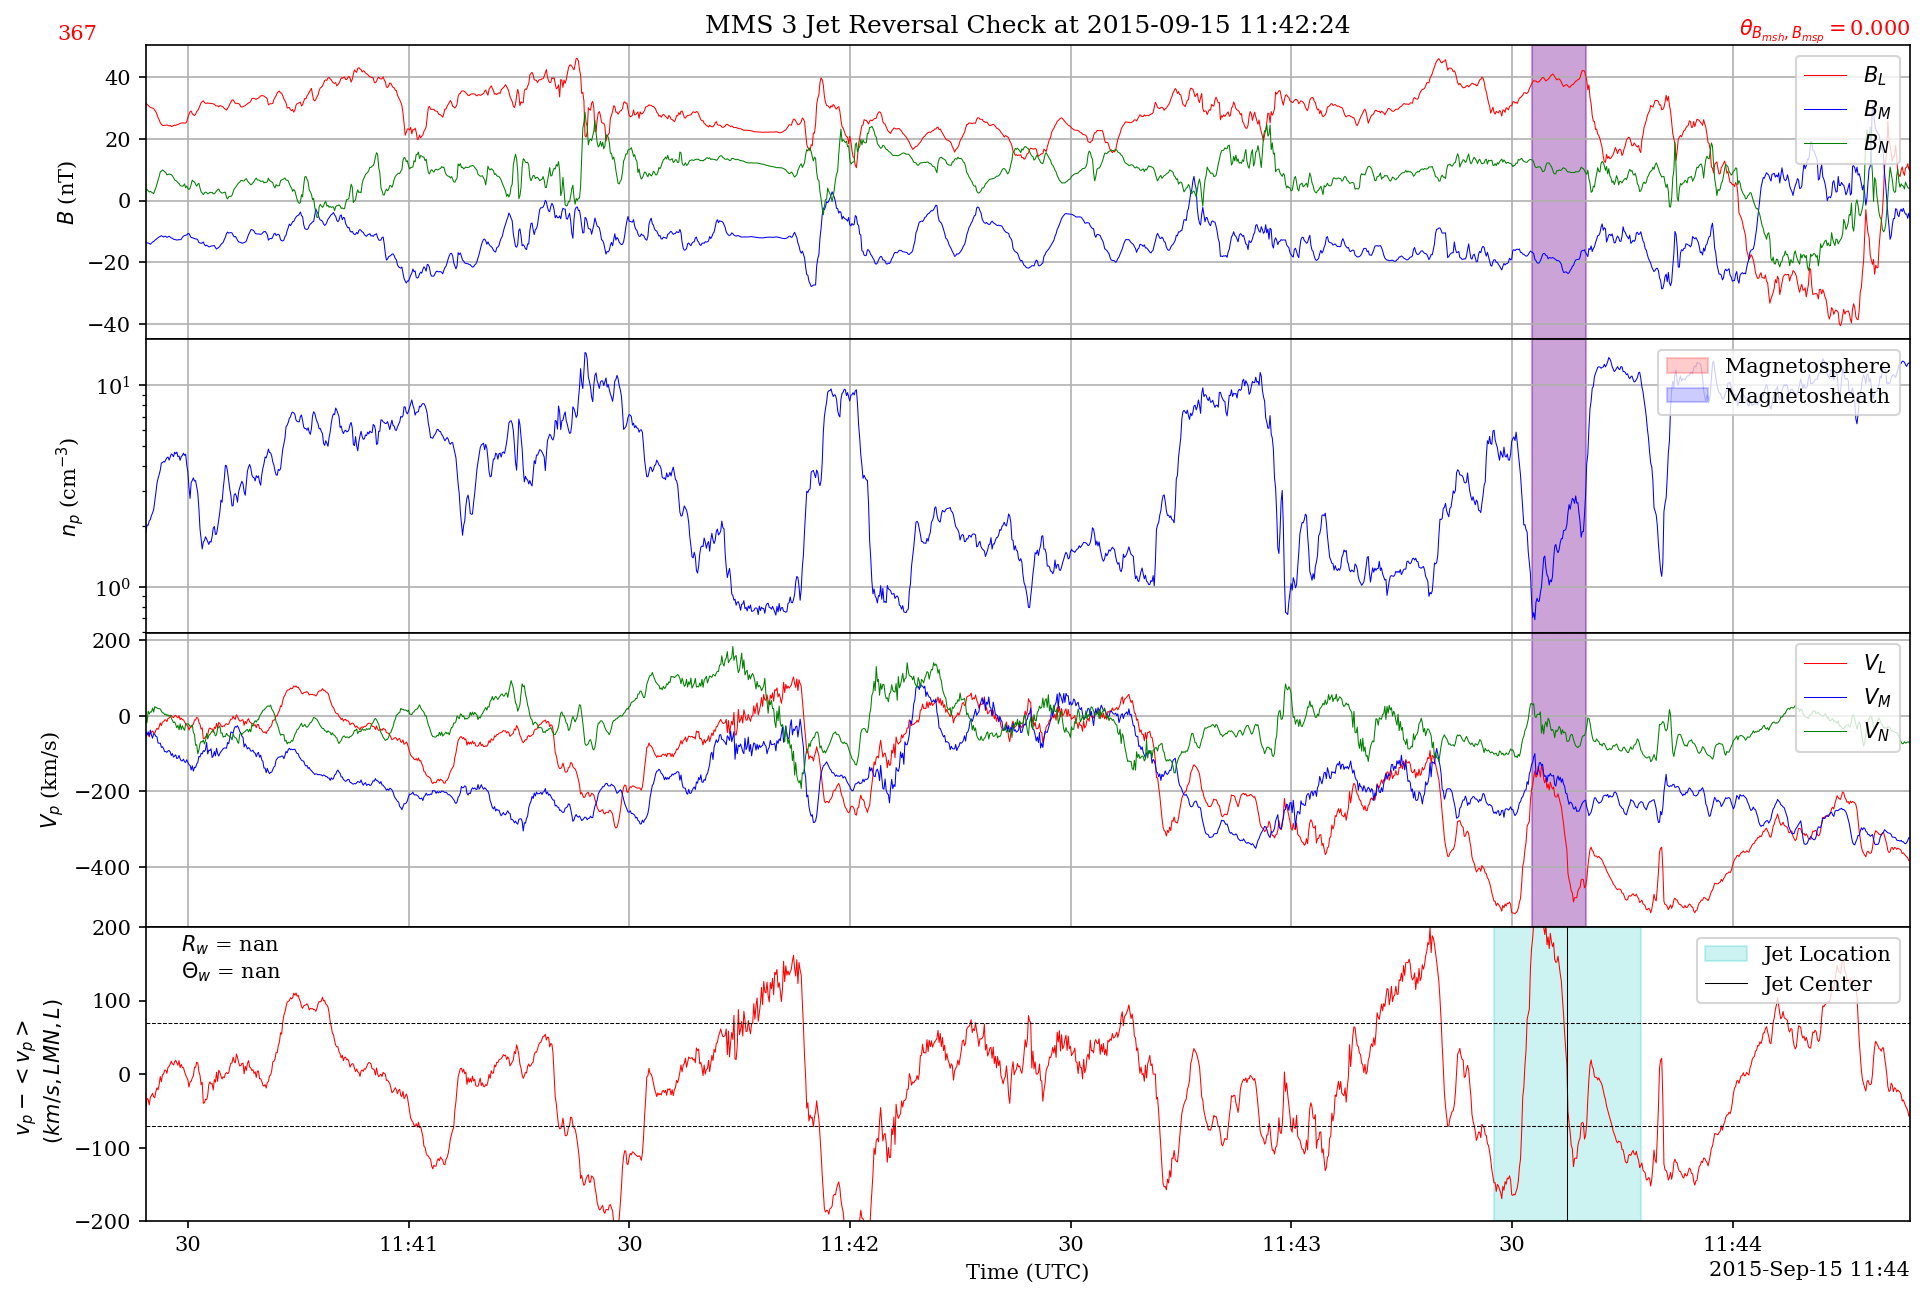 MMS 3 Jet Reversal Check at 2015-09-15 11:42:24
367
θ_{B_{msh}, B_{msp}} = 0.000
40
20
0
−20
−40
B (nT)
B_L
B_M
B_N
10^1
10^0
n_p (cm^{−3})
Magnetosphere
Magnetosheath
200
0
−200
−400
V_p (km/s)
V_L
V_M
V_N
200
100
0
−100
−200
v_p − <v_p>
(km/s, LMN, L)
R_w = nan
Θ_w = nan
Jet Location
Jet Center
30
11:41
30
11:42
30
11:43
30
11:44
Time (UTC)
2015-Sep-15 11:44